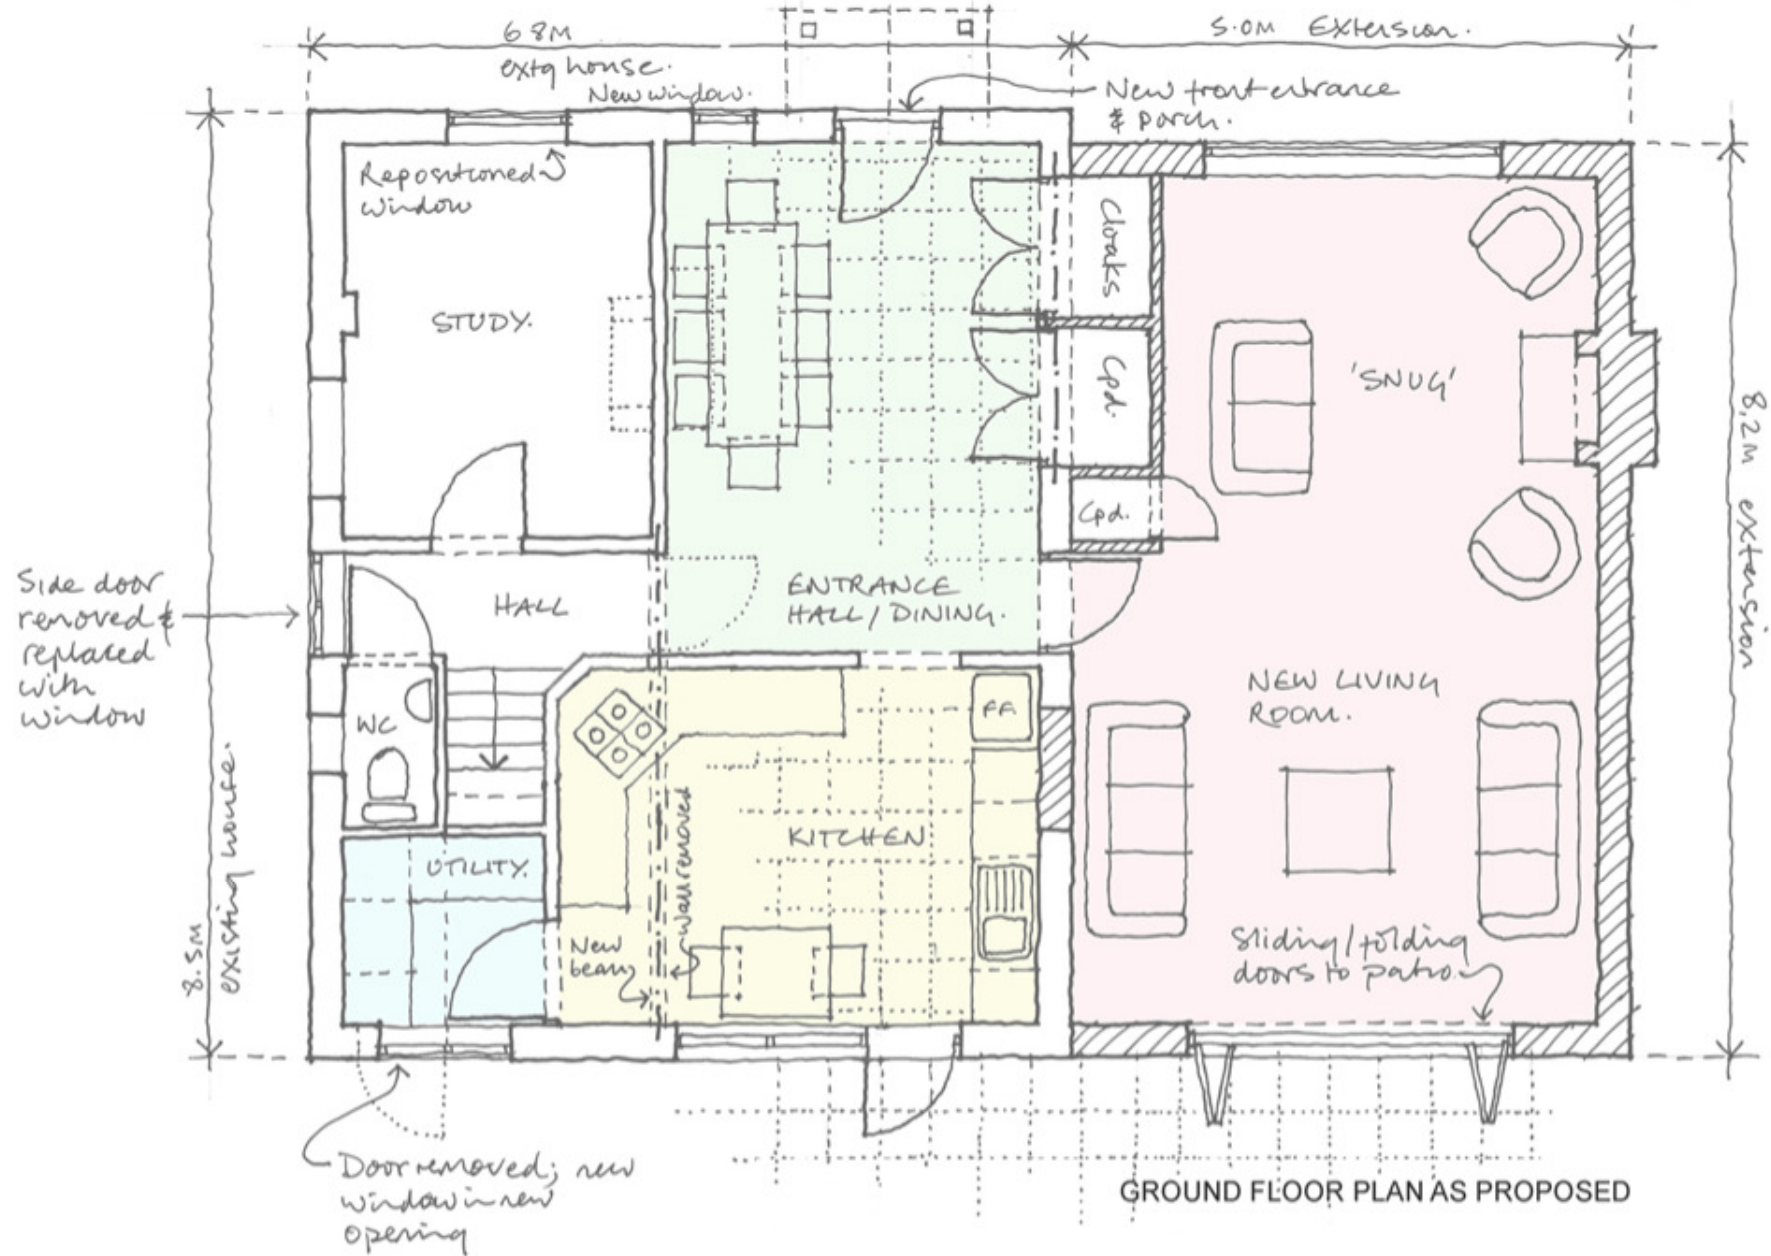 6.8M
extg house.
5.0M Extension.
New window.
New front entrance
& porch.
Repositioned
window
Cloaks
STUDY.
Cpd.
'SNUG'
8.2M extension
Cpd.
Side door
removed &
replaced
with
window
HALL
ENTRANCE
HALL/DINING.
WC
FF
NEW LIVING
ROOM.
UTILITY.
KITCHEN
wall removed
New
beam
8.5M
existing house.
Sliding/folding
doors to patio
Door removed; new
window in new
opening
GROUND FLOOR PLAN AS PROPOSED